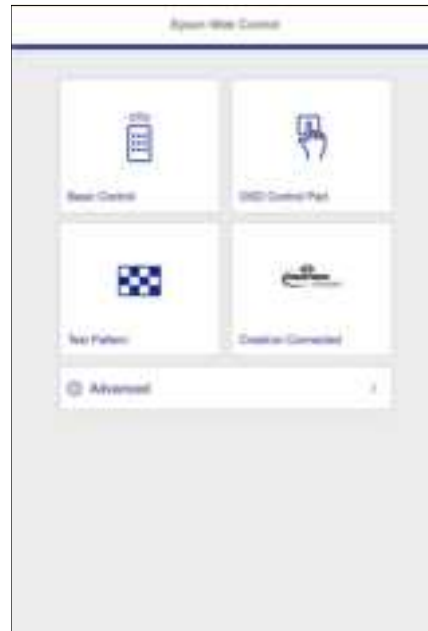 Epson Web Control
Basic Control
OSD Control Pad
Test Pattern
Crestron Connected
Advanced